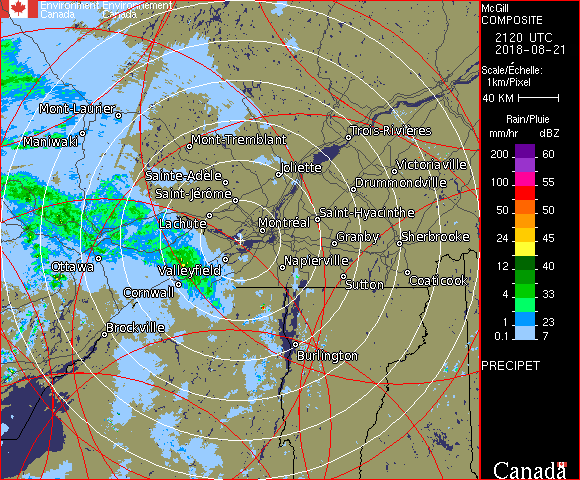 Environment Environnement
Canada Canada
McGill
COMPOSITE
2120 UTC
2018-08-21
Scale/Échelle:
1km/Pixel
40 KM
Rain/Pluie
mm/hr dBZ
200 60
100 55
50 50
24 45
12 40
4 33
1 23
0.1 7
PRECIPET
Canada
Mont-Laurier
Maniwaki
Mont-Tremblant
Trois-Rivières
Joliette
Victoriaville
Sainte-Adèle
Drummondville
Saint-Jérôme
Saint-Hyacinthe
Lachute
Montréal
Granby
Sherbrooke
Ottawa
Valleyfield
Napierville
Sutton
Coaticook
Cornwall
Brockville
Burlington